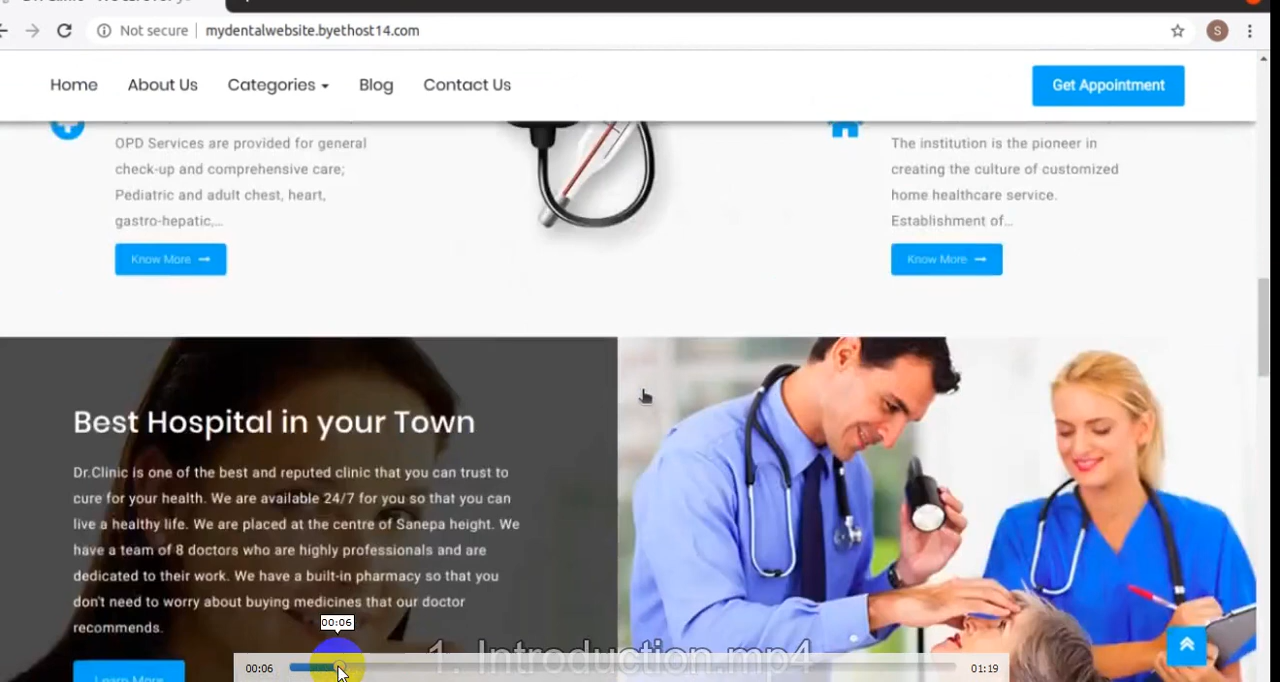 Not secure
mydentalwebsite.byethost14.com
S
Home
About Us
Categories
Blog
Contact Us
Get Appointment
OPD Services are provided for general
check-up and comprehensive care;
Pediatric and adult chest, heart,
gastro-hepatic,...
Know More
The institution is the pioneer in
creating the culture of customized
home healthcare service.
Establishment of...
Know More
Best Hospital in your Town
Dr.Clinic is one of the best and reputed clinic that you can trust to
cure for your health. We are available 24/7 for you so that you can
live a healthy life. We are placed at the centre of Sanepa height. We
have a team of 8 doctors who are highly professionals and are
dedicated to their work. We have a built-in pharmacy so that you
don't need to worry about buying medicines that our doctor
recommends.
Learn More
00:06
1. Introduction.mp4
00:06
01:19